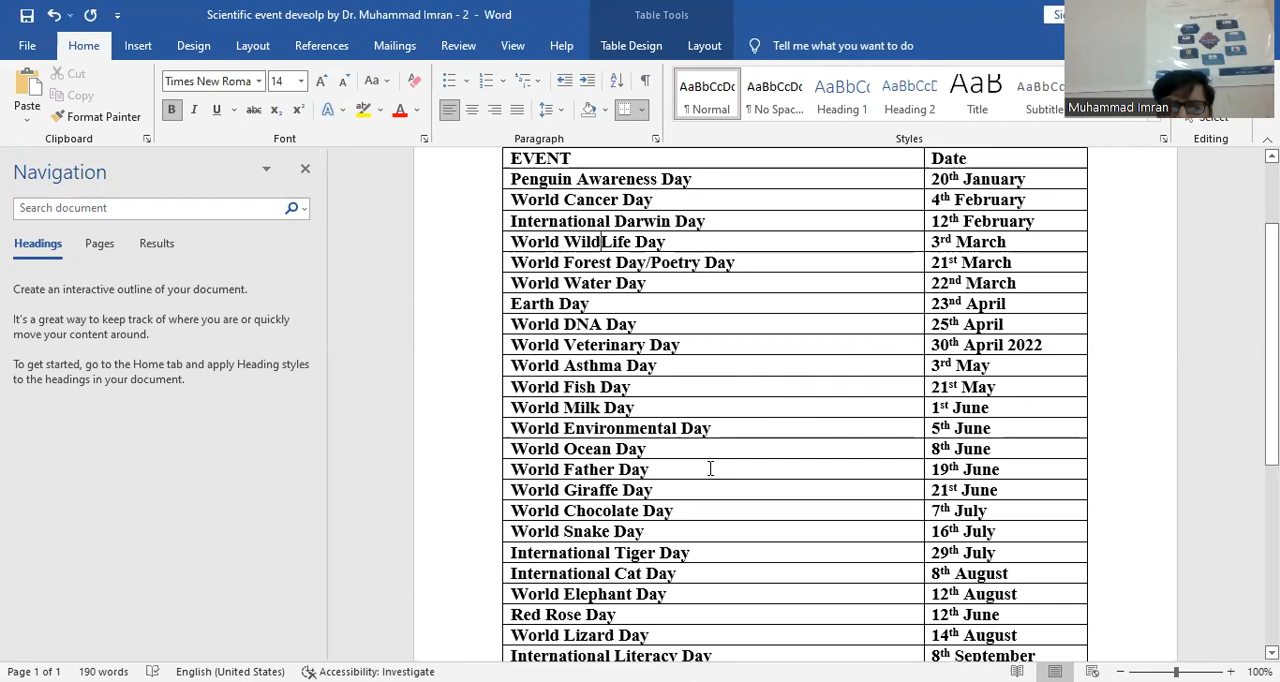 Scientific event deveolp by Dr. Muhammad Imran - 2 - Word
Table Tools
File
Home
Insert
Design
Layout
References
Mailings
Review
View
Help
Table Design
Layout
Tell me what you want to do
Muhammad Imran
Paste
Cut
Copy
Format Painter
Clipboard
Times New Roma
14
Font
Paragraph
AaBbCcDc
¶ Normal
AaBbCcDc
¶ No Spac...
AaBbCc
Heading 1
AaBbCcC
Heading 2
AaB
Title
AaBbCcC
Subtitle
Styles
Select
Editing
Navigation
Search document
Headings
Pages
Results
Create an interactive outline of your document.
It's a great way to keep track of where you are or quickly
move your content around.
To get started, go to the Home tab and apply Heading styles
to the headings in your document.
EVENT Date
Penguin Awareness Day 20th January
World Cancer Day 4th February
International Darwin Day 12th February
World WildLife Day 3rd March
World Forest Day/Poetry Day 21st March
World Water Day 22nd March
Earth Day 23nd April
World DNA Day 25th April
World Veterinary Day 30th April 2022
World Asthma Day 3rd May
World Fish Day 21st May
World Milk Day 1st June
World Environmental Day 5th June
World Ocean Day 8th June
World Father Day 19th June
World Giraffe Day 21st June
World Chocolate Day 7th July
World Snake Day 16th July
International Tiger Day 29th July
International Cat Day 8th August
World Elephant Day 12th August
Red Rose Day 12th June
World Lizard Day 14th August
International Literacy Day 8th September
Page 1 of 1
190 words
English (United States)
Accessibility: Investigate
100%